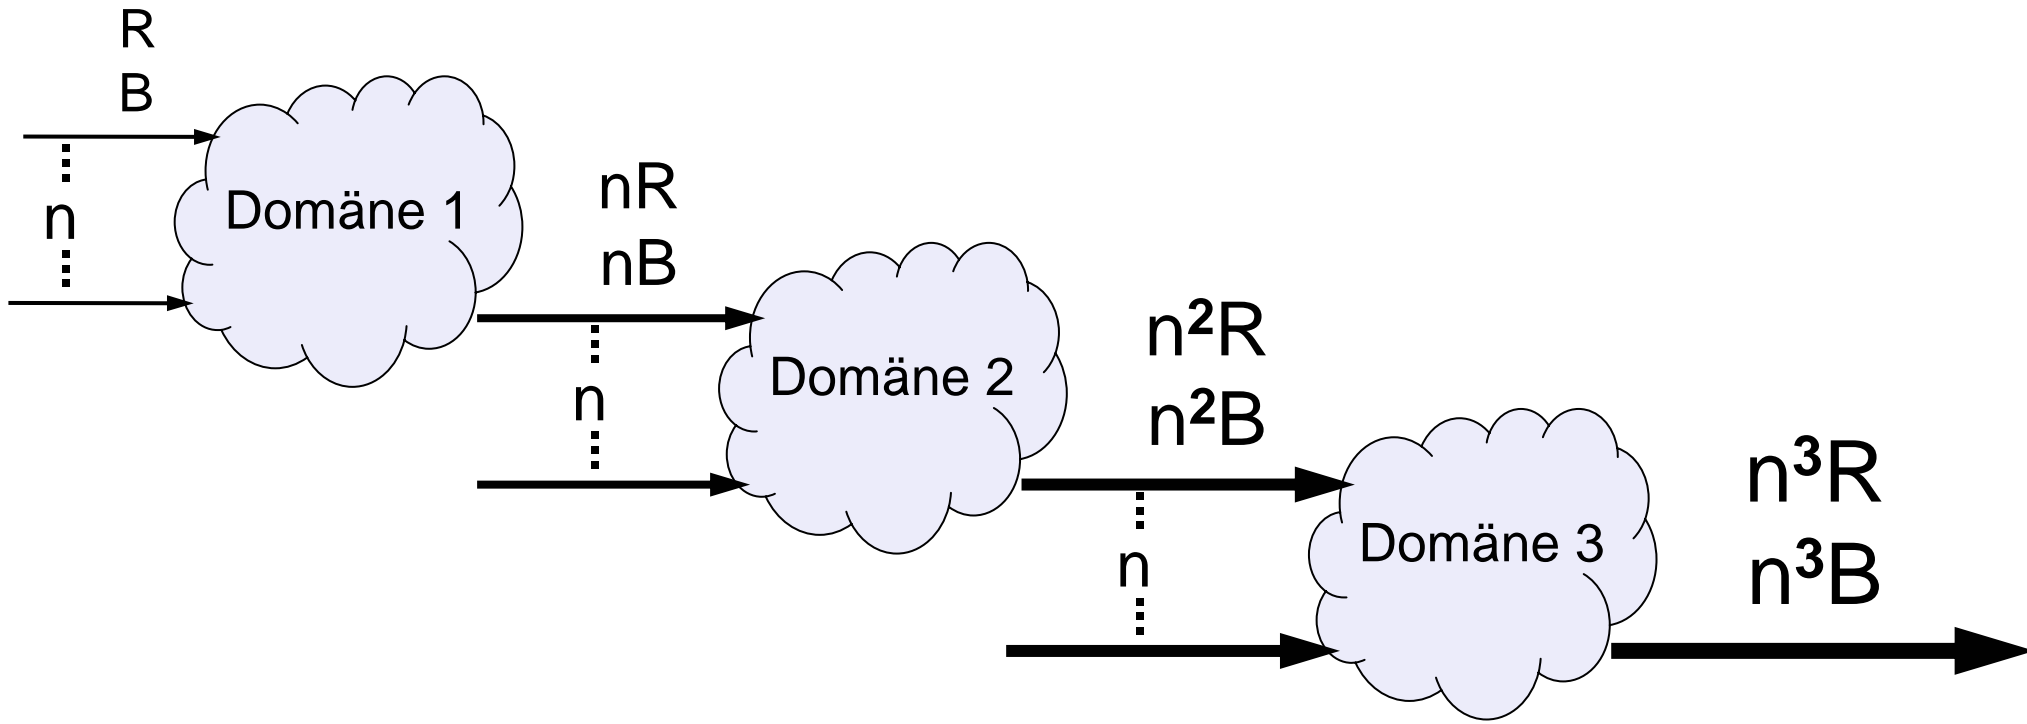 R
B
n
Domäne 1
nR
nB
n
Domäne 2
n²R
n²B
n
Domäne 3
n³R
n³B